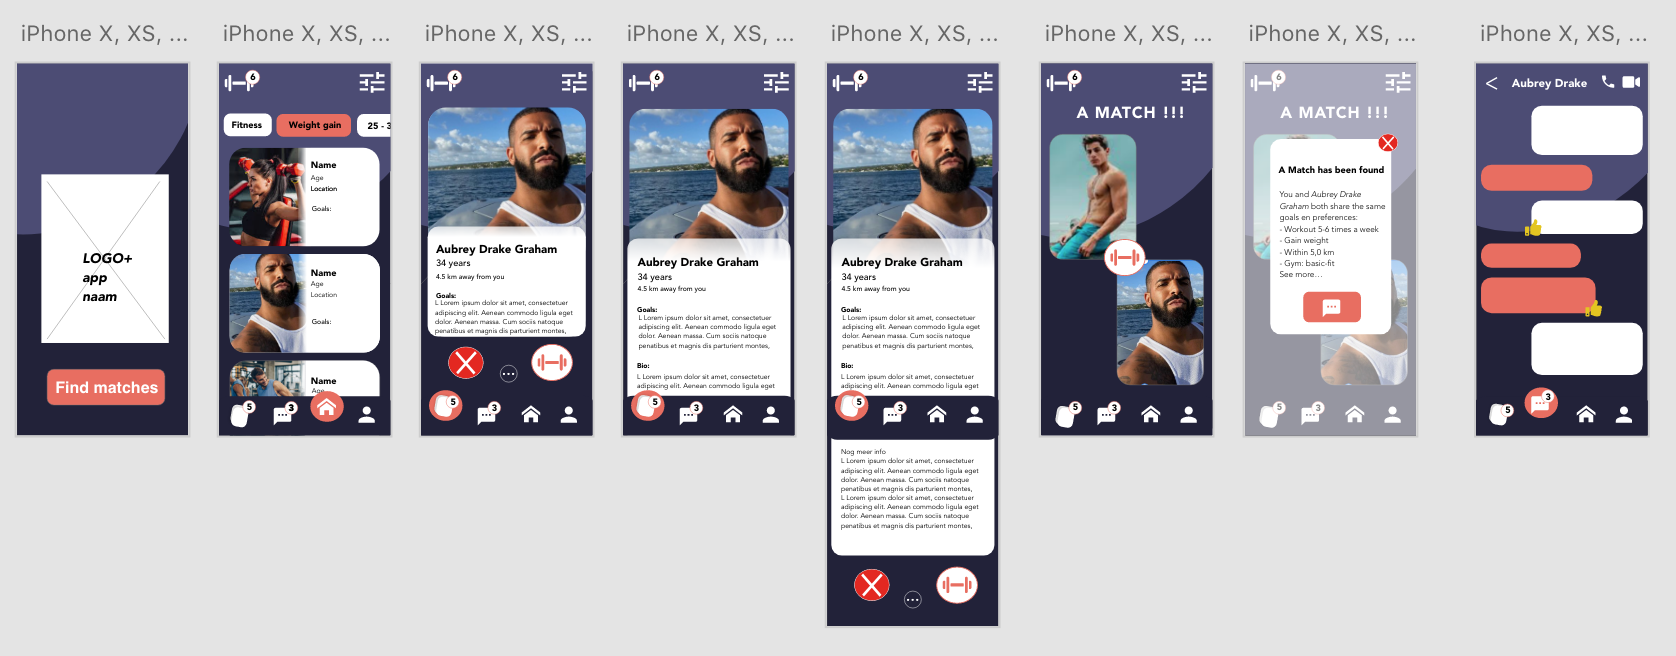 iPhone X, XS, ...
iPhone X, XS, ...
iPhone X, XS, ...
iPhone X, XS, ...
iPhone X, XS, ...
iPhone X, XS, ...
iPhone X, XS, ...
iPhone X, XS, ...
LOGO+
app
naam
Find matches
6
Fitness
Weight gain
25 - 3
Name
Age
Location
Goals:
Name
Age
Location
Goals:
Name
Age
5
3
6
Aubrey Drake Graham
34 years
4.5 km away from you
Goals:
L Lorem ipsum dolor sit amet, consectetuer
adipiscing elit. Aenean commodo ligula eget
dolor. Aenean massa. Cum sociis natoque
penatibus et magnis dis parturient montes,
5
3
6
Aubrey Drake Graham
34 years
4.5 km away from you
Goals:
L Lorem ipsum dolor sit amet, consectetuer
adipiscing elit. Aenean commodo ligula eget
dolor. Aenean massa. Cum sociis natoque
penatibus et magnis dis parturient montes,
Bio:
L Lorem ipsum dolor sit amet, consectetuer
adipiscing elit. Aenean commodo ligula eget
5
3
6
Aubrey Drake Graham
34 years
4.5 km away from you
Goals:
L Lorem ipsum dolor sit amet, consectetuer
adipiscing elit. Aenean commodo ligula eget
dolor. Aenean massa. Cum sociis natoque
penatibus et magnis dis parturient montes,
Bio:
L Lorem ipsum dolor sit amet, consectetuer
adipiscing elit. Aenean commodo ligula eget
5
3
Nog meer info
L Lorem ipsum dolor sit amet, consectetuer
adipiscing elit. Aenean commodo ligula eget
dolor. Aenean massa. Cum sociis natoque
penatibus et magnis dis parturient montes,
L Lorem ipsum dolor sit amet, consectetuer
adipiscing elit. Aenean commodo ligula eget
dolor. Aenean massa. Cum sociis natoque
penatibus et magnis dis parturient montes,
6
A MATCH !!!
5
3
6
A MATCH !!!
A Match has been found
You and Aubrey Drake
Graham both share the same
goals en preferences:
- Workout 5-6 times a week
- Gain weight
- Within 5,0 km
- Gym: basic-fit
See more...
5
3
< Aubrey Drake
5
3